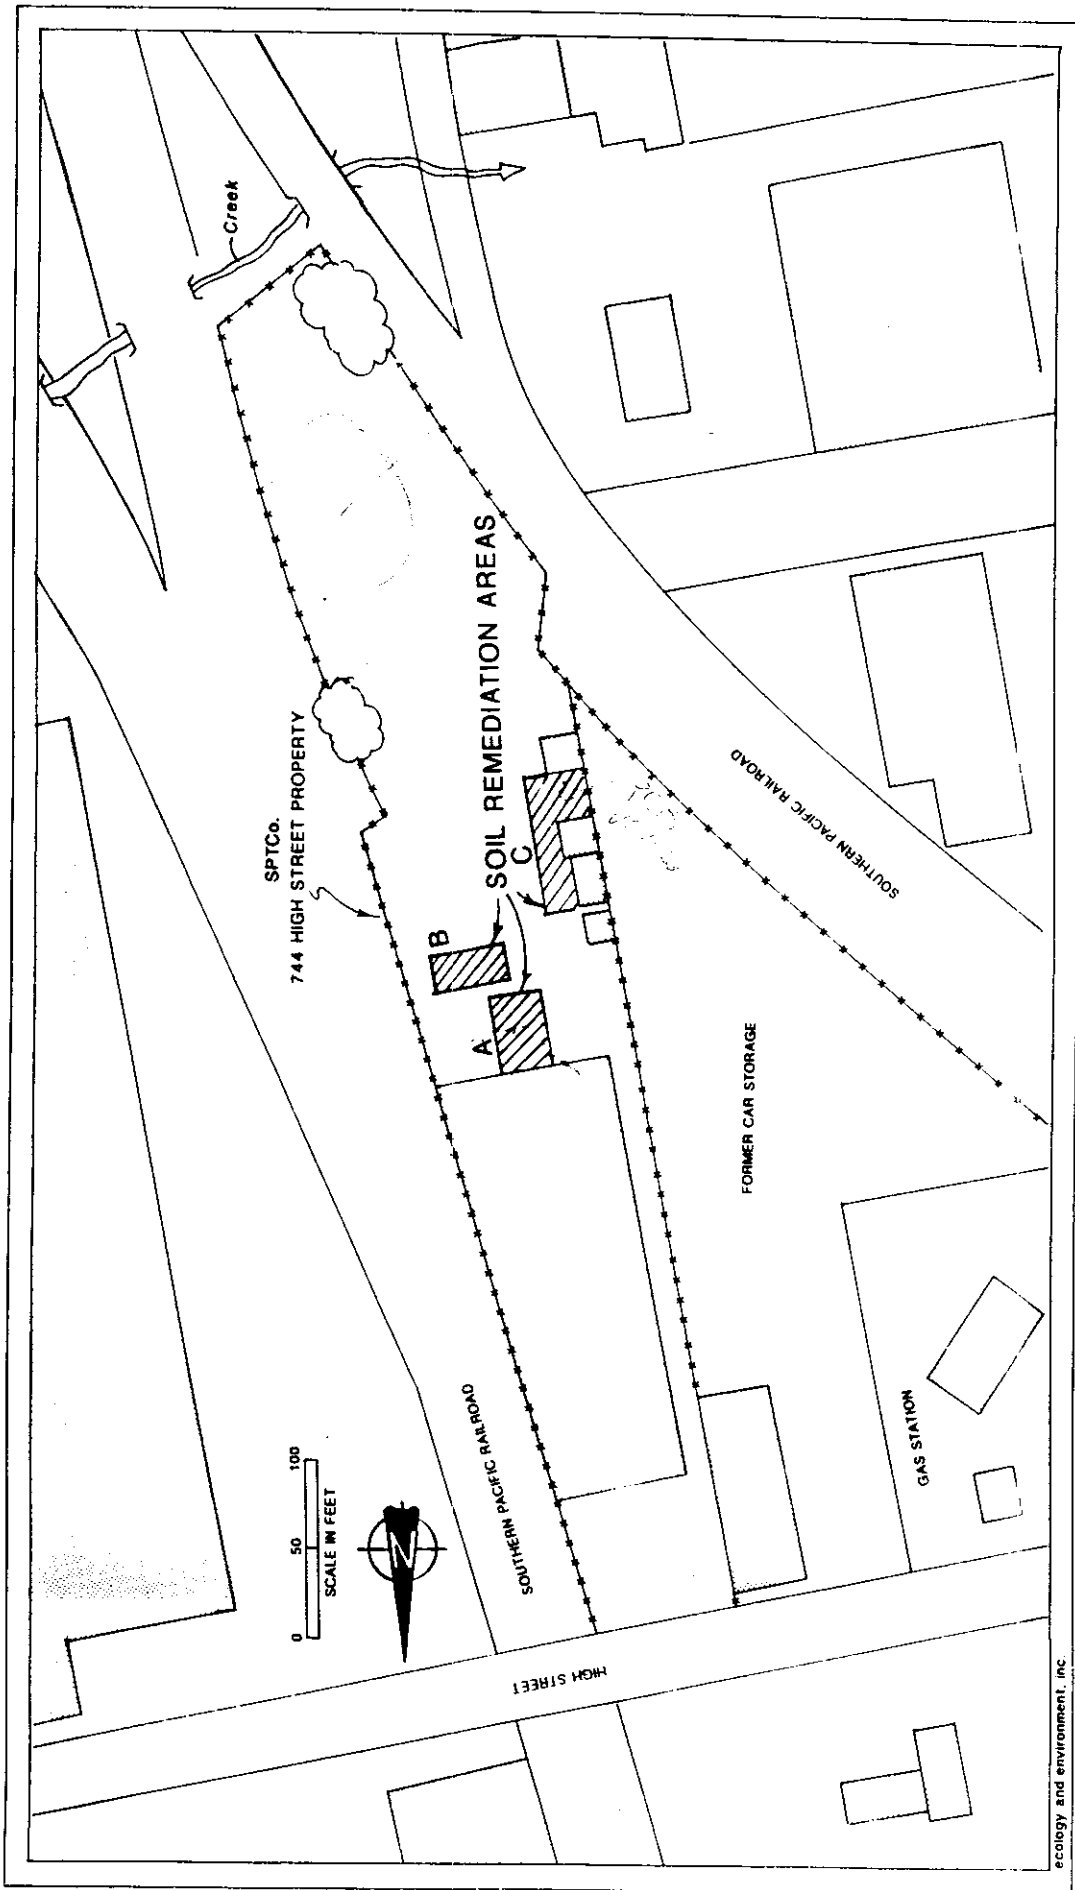 Creek
SPTCo.
744 HIGH STREET PROPERTY
SOIL REMEDIATION AREAS
A
B
C
SOUTHERN PACIFIC RAILROAD
FORMER CAR STORAGE
SOUTHERN PACIFIC RAILROAD
GAS STATION
0 50 100
SCALE IN FEET
N
HIGH STREET
ecology and environment, inc.